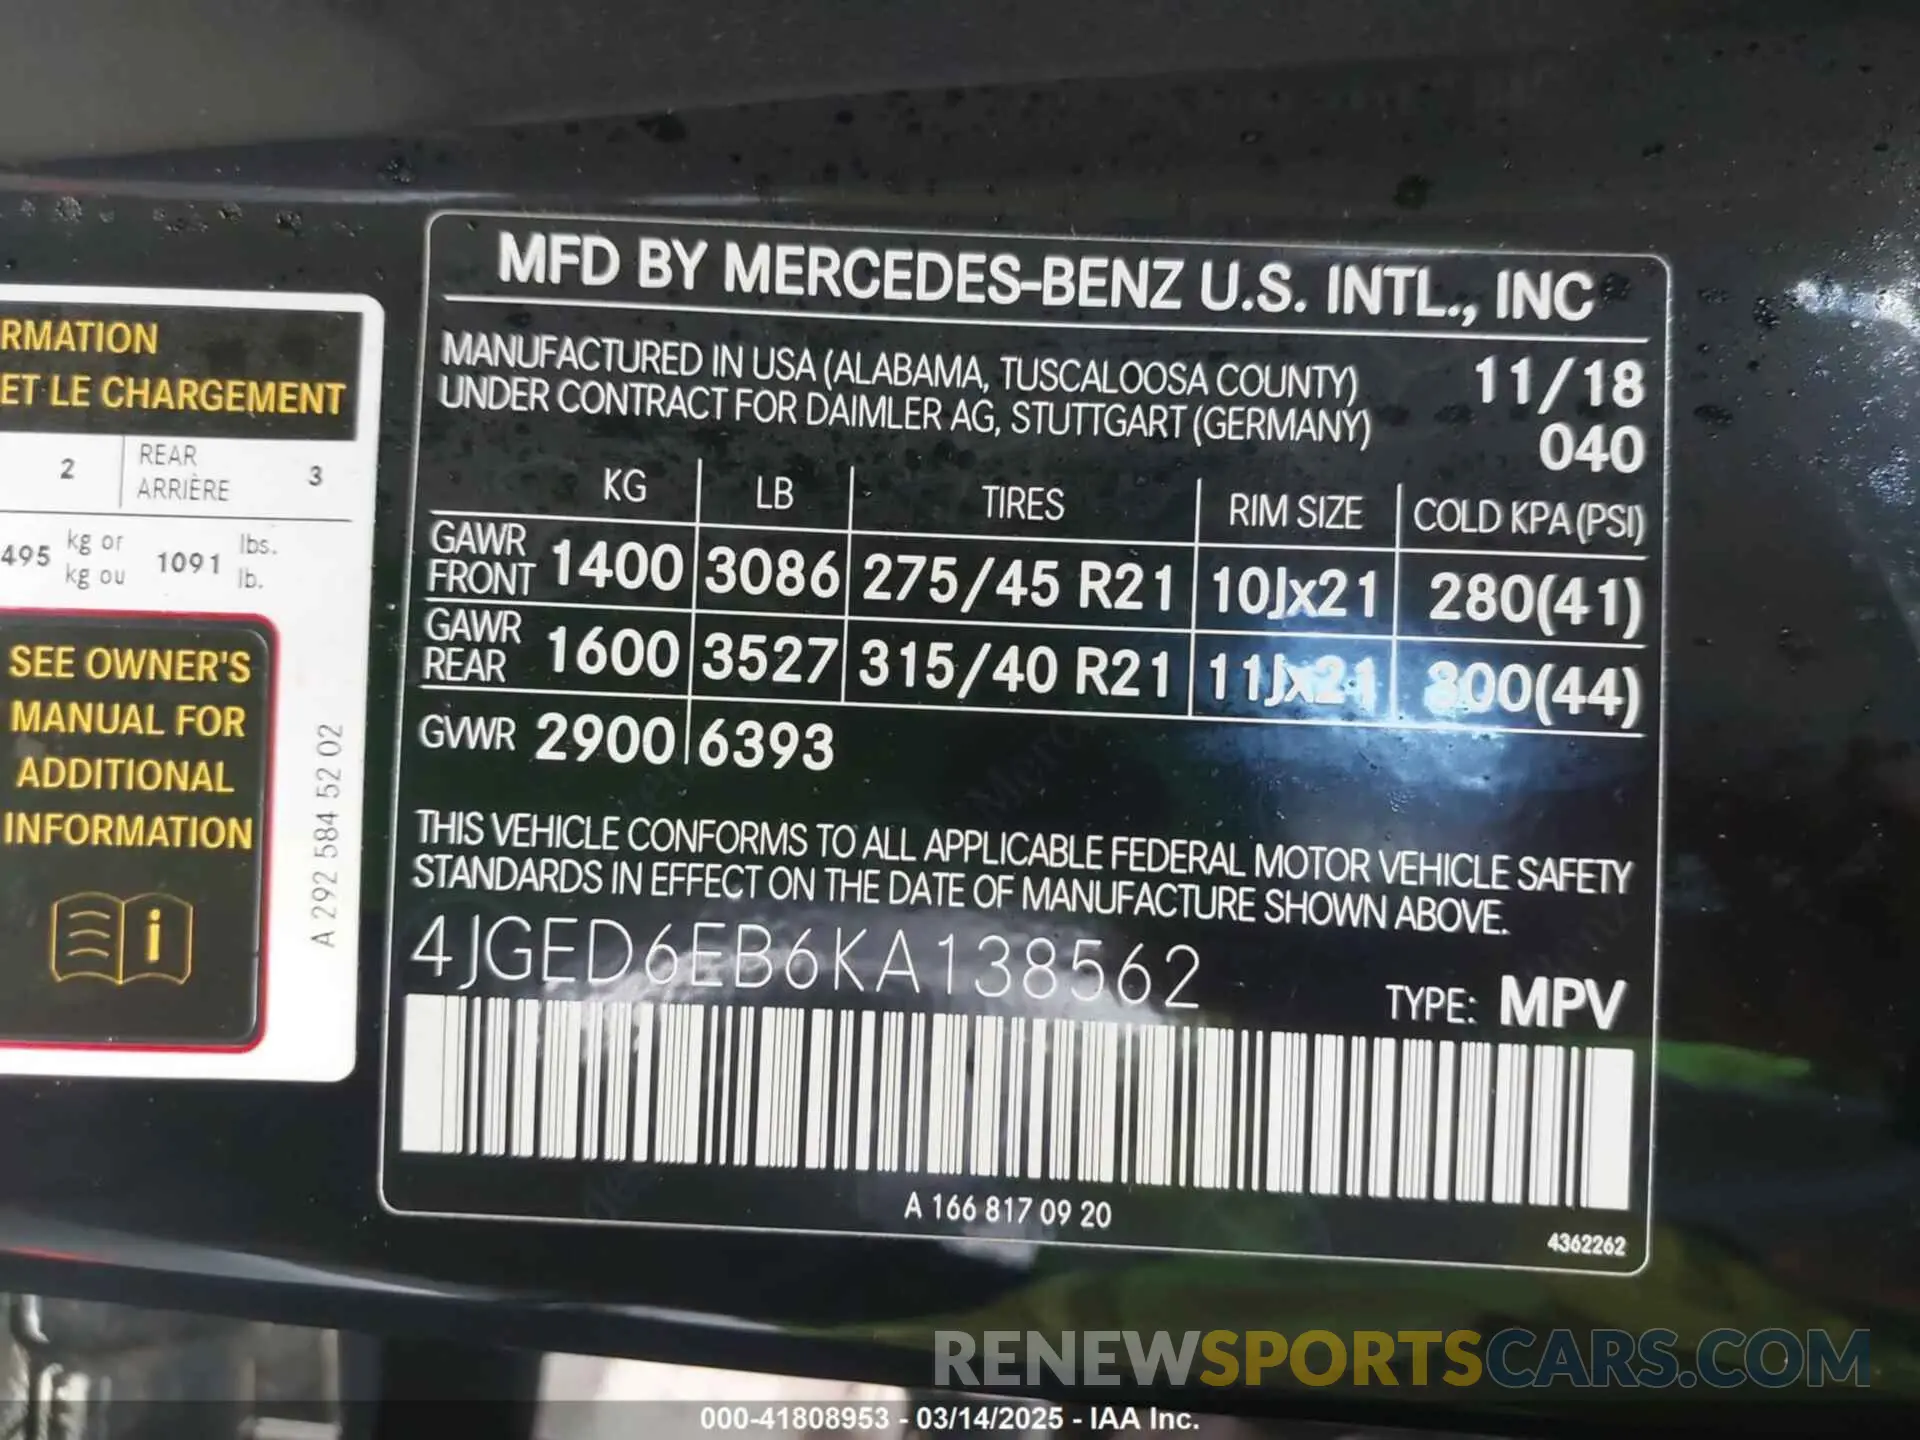 RMATION
ET LE CHARGEMENT
2 REAR ARRIÈRE 3
495 kg or kg ou 1091 lbs. lb.
SEE OWNER'S
MANUAL FOR
ADDITIONAL
INFORMATION
i
A 292 584 52 02
MFD BY MERCEDES-BENZ U.S. INTL., INC
MANUFACTURED IN USA (ALABAMA, TUSCALOOSA COUNTY) 11/18
UNDER CONTRACT FOR DAIMLER AG, STUTTGART (GERMANY) 040
KG LB TIRES RIM SIZE COLD KPA (PSI)
GAWR FRONT 1400 3086 275/45 R21 10Jx21 280(41)
GAWR REAR 1600 3527 315/40 R21 11Jx21 300(44)
GVWR 2900 6393
THIS VEHICLE CONFORMS TO ALL APPLICABLE FEDERAL MOTOR VEHICLE SAFETY
STANDARDS IN EFFECT ON THE DATE OF MANUFACTURE SHOWN ABOVE.
4JGED6EB6KA138562
TYPE: MPV
A 166 817 09 20
4362262
RENEWSPORTSCARS.COM
000-41808953 - 03/14/2025 - IAA Inc.